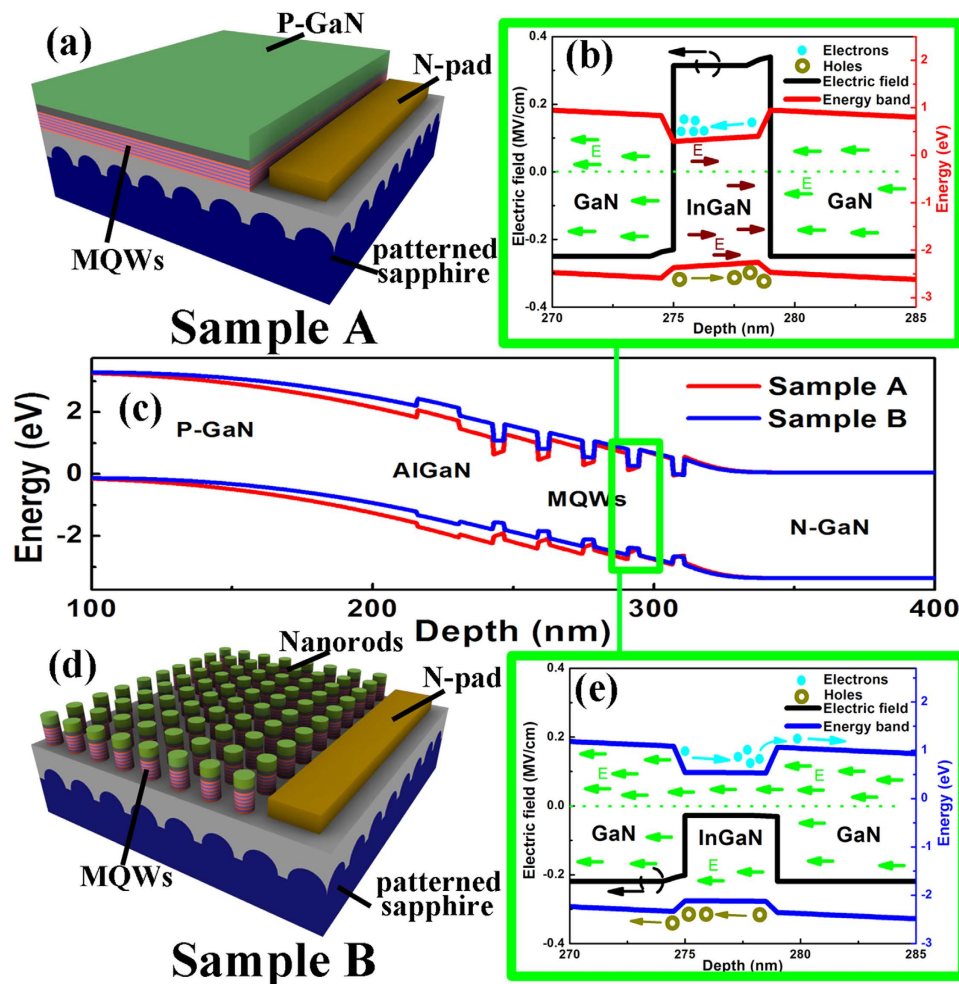 (a)
P-GaN
N-pad
MQWs
patterned
sapphire
Sample A
(b)
Electrons
Holes
Electric field
Energy band
Electric field (MV/cm)
0.4
0.2
0.0
-0.2
-0.4
E
E
E
E
GaN
InGaN
GaN
2
1
0
-1
-2
-3
Energy (eV)
270
275
280
285
Depth (nm)
(c)
Sample A
Sample B
P-GaN
AlGaN
MQWs
N-GaN
Energy (eV)
2
0
-2
100
200
300
400
Depth (nm)
(d)
Nanorods
N-pad
MQWs
patterned
sapphire
Sample B
(e)
Electrons
Holes
Electric field
Energy band
Electric field (MV/cm)
0.4
0.2
0.0
-0.2
-0.4
E
E
E
GaN
InGaN
GaN
2
1
0
-1
-2
-3
Energy (eV)
270
275
280
285
Depth (nm)